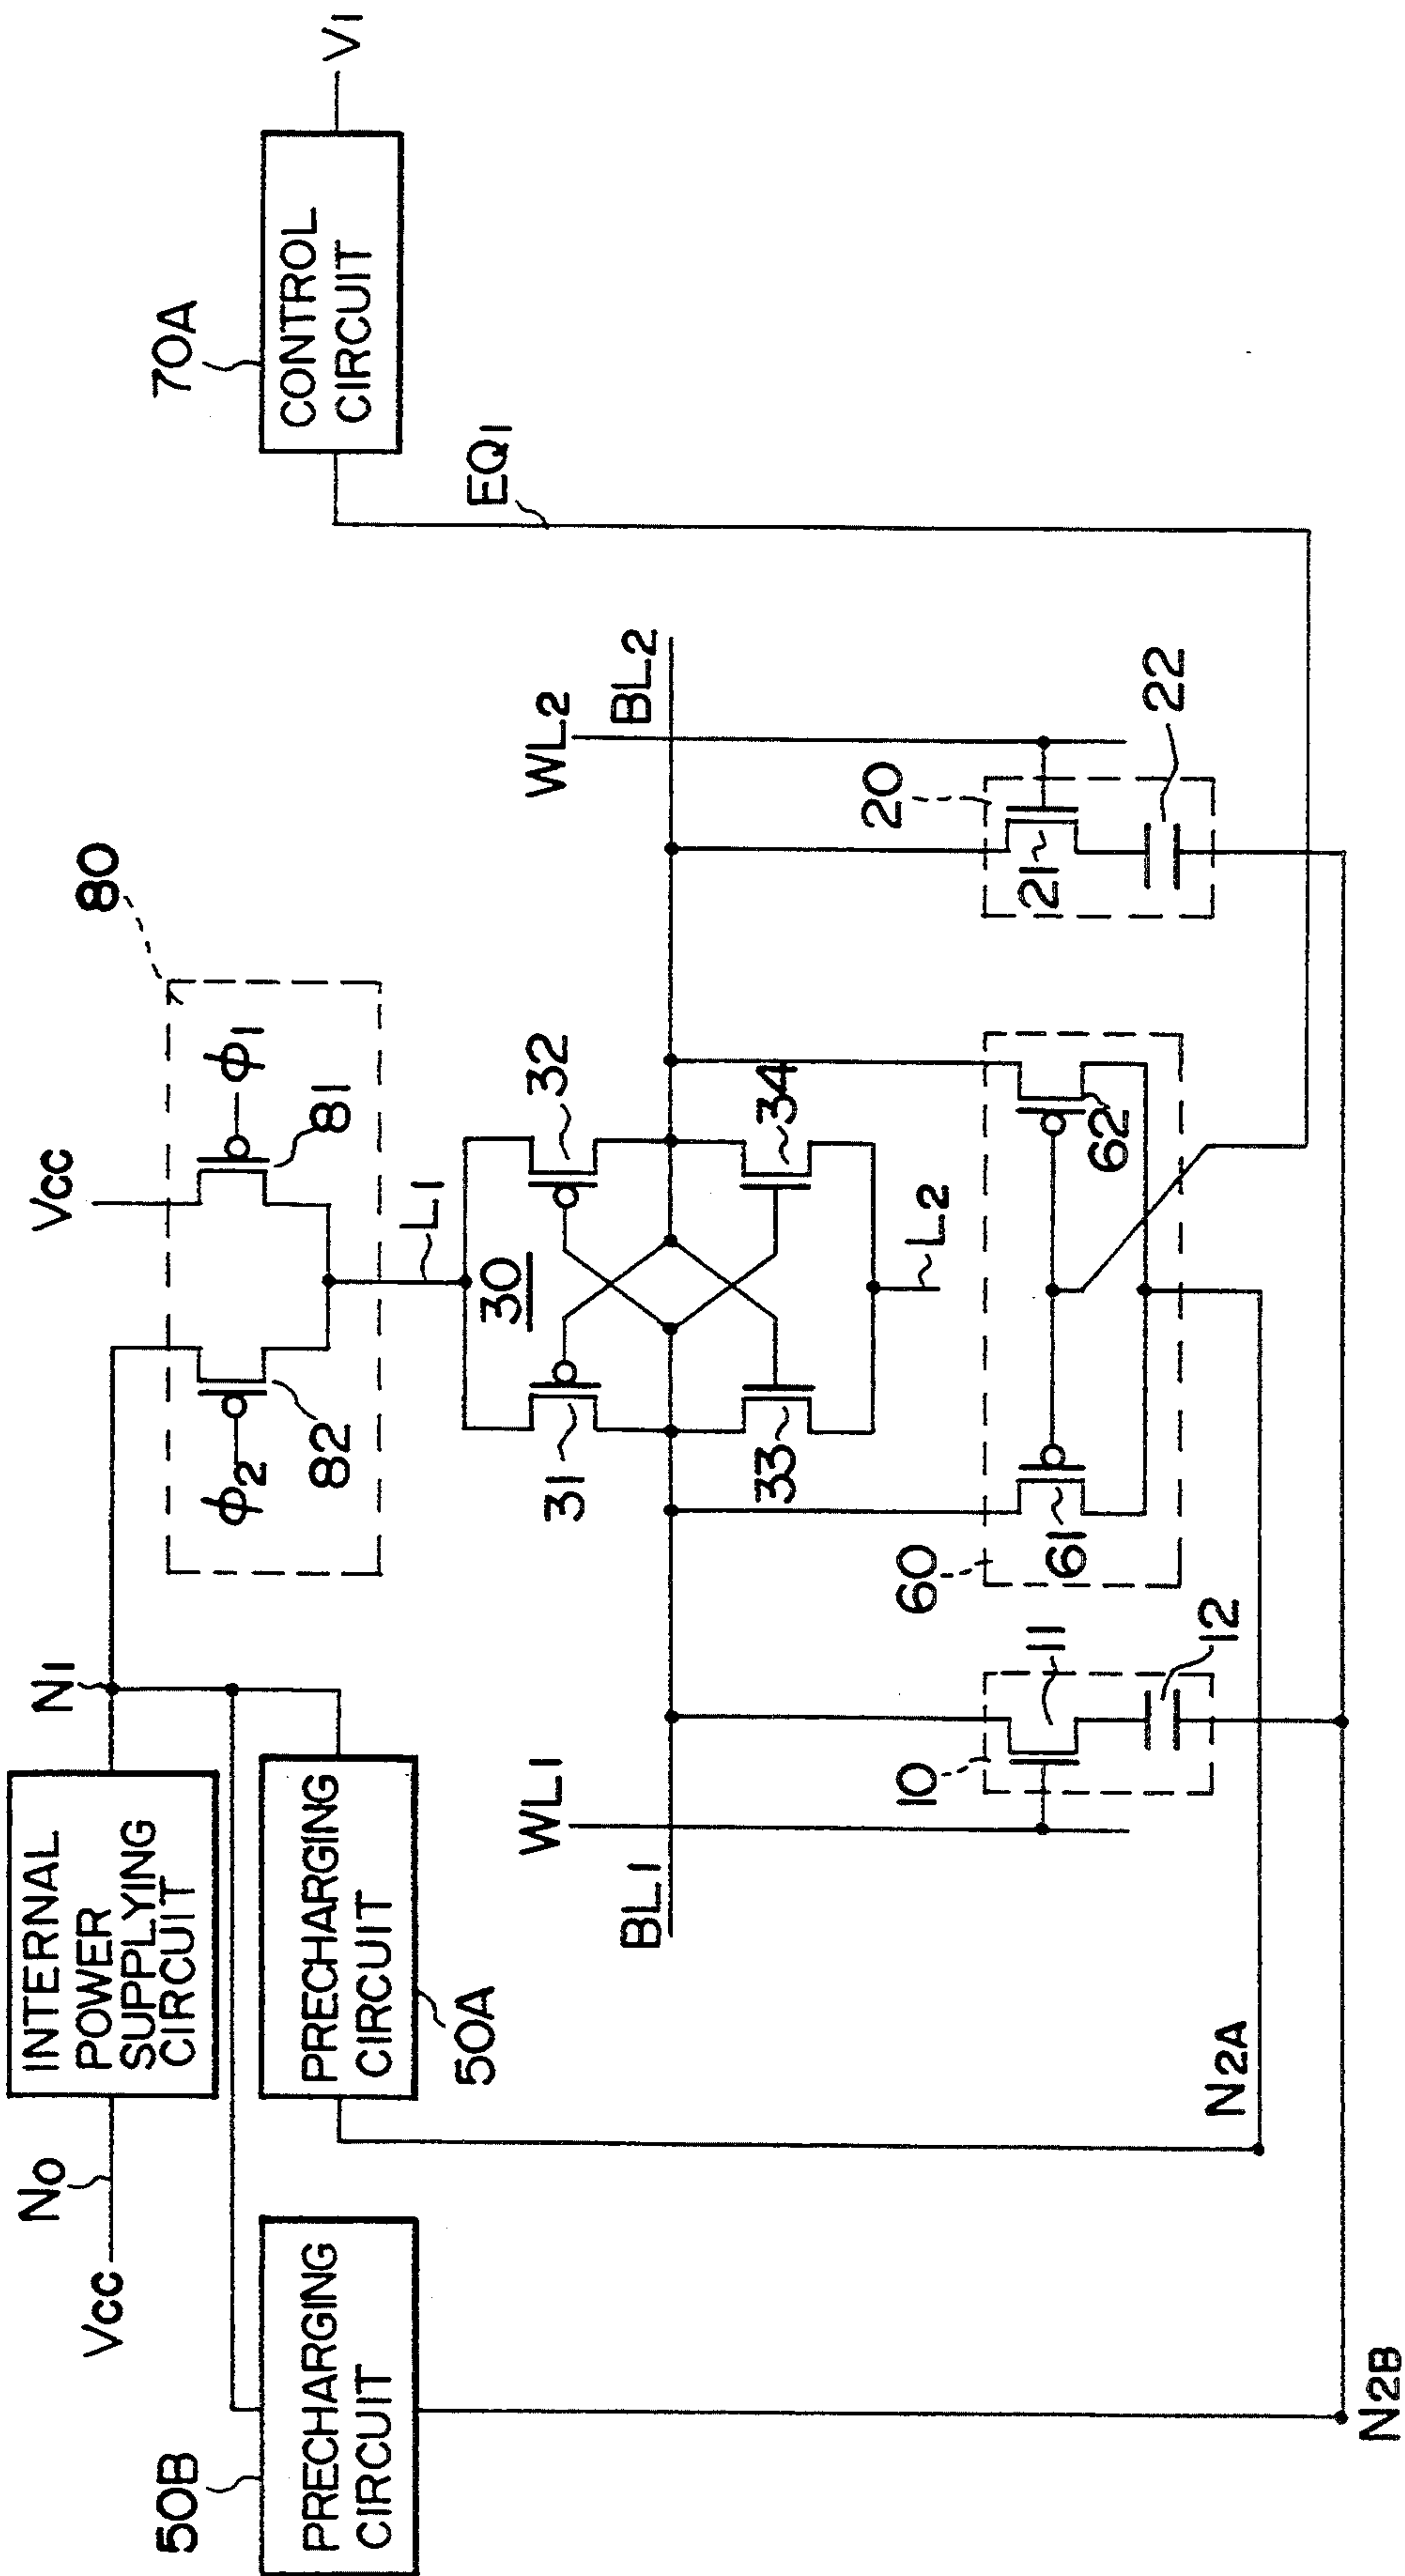 Vcc
N0
INTERNAL
POWER
SUPPLYING
CIRCUIT
N1
50B
PRECHARGING
CIRCUIT
PRECHARGING
CIRCUIT
50A
Vcc
80
ϕ2
82
ϕ1
81
L1
70A
CONTROL
CIRCUIT
V1
EQ1
30
31
32
33
34
L2
BL1
WL1
WL2
BL2
10
11
12
60
61
62
20
21
22
N2A
N2B